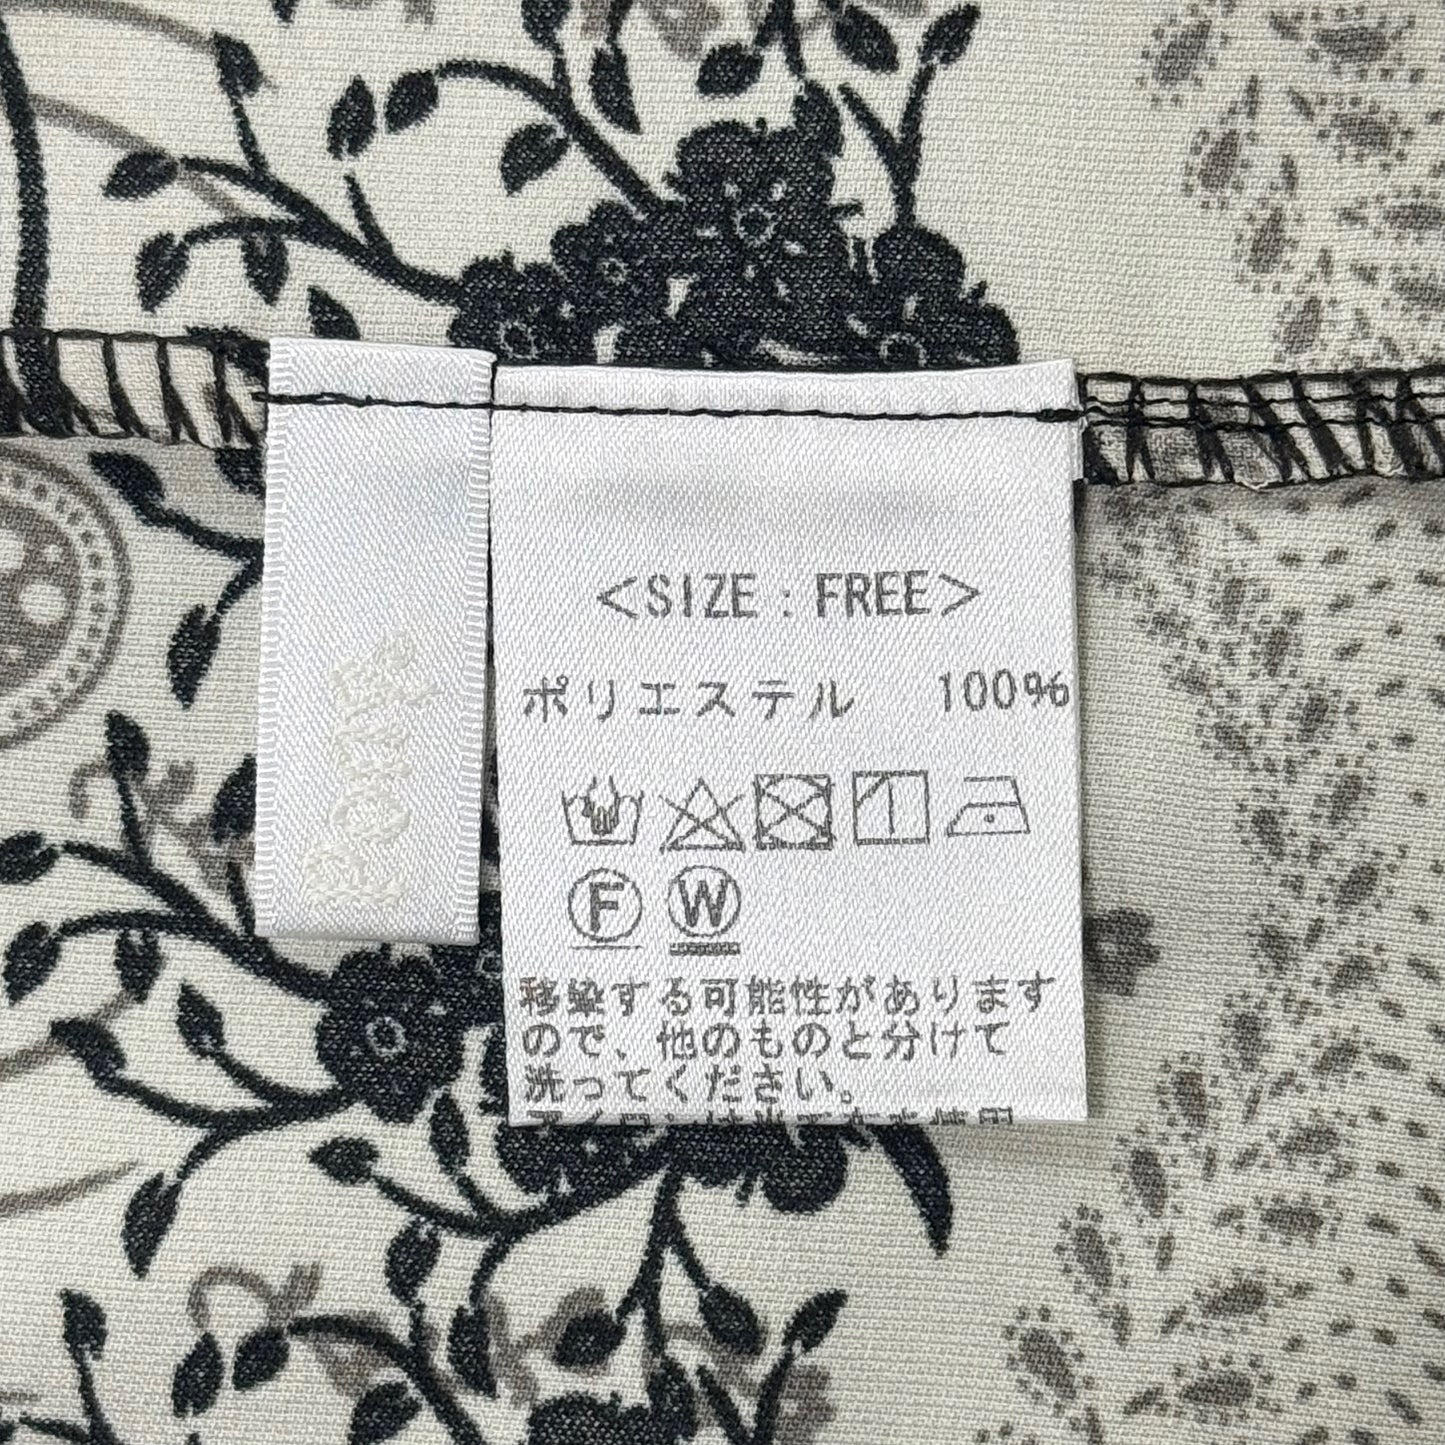 <SIZE : FREE>
ポリエステル 100%
F W
移染する可能性があります
ので、他のものと分けて
洗ってください。